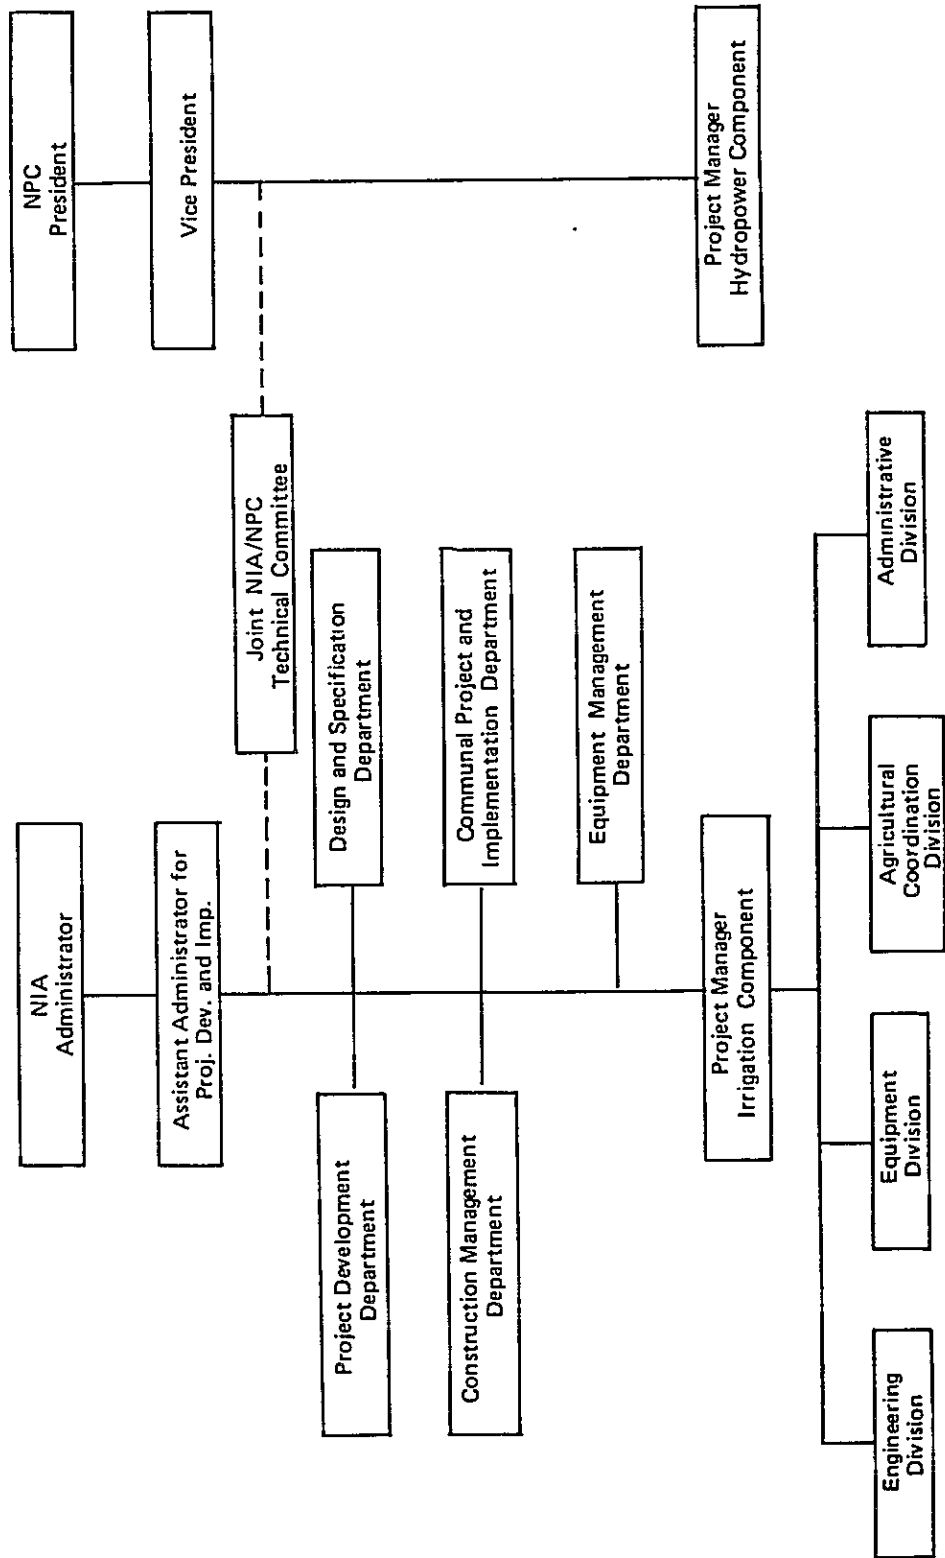 NIA
Administrator
NPC
President
Assistant Administrator for
Proj. Dev. and Imp.
Vice President
Joint NIA/NPC
Technical Committee
Project Development
Department
Design and Specification
Department
Construction Management
Department
Communal Project and
Implementation Department
Equipment Management
Department
Project Manager
Irrigation Component
Project Manager
Hydropower Component
Engineering
Division
Equipment
Division
Agricultural
Coordination
Division
Administrative
Division